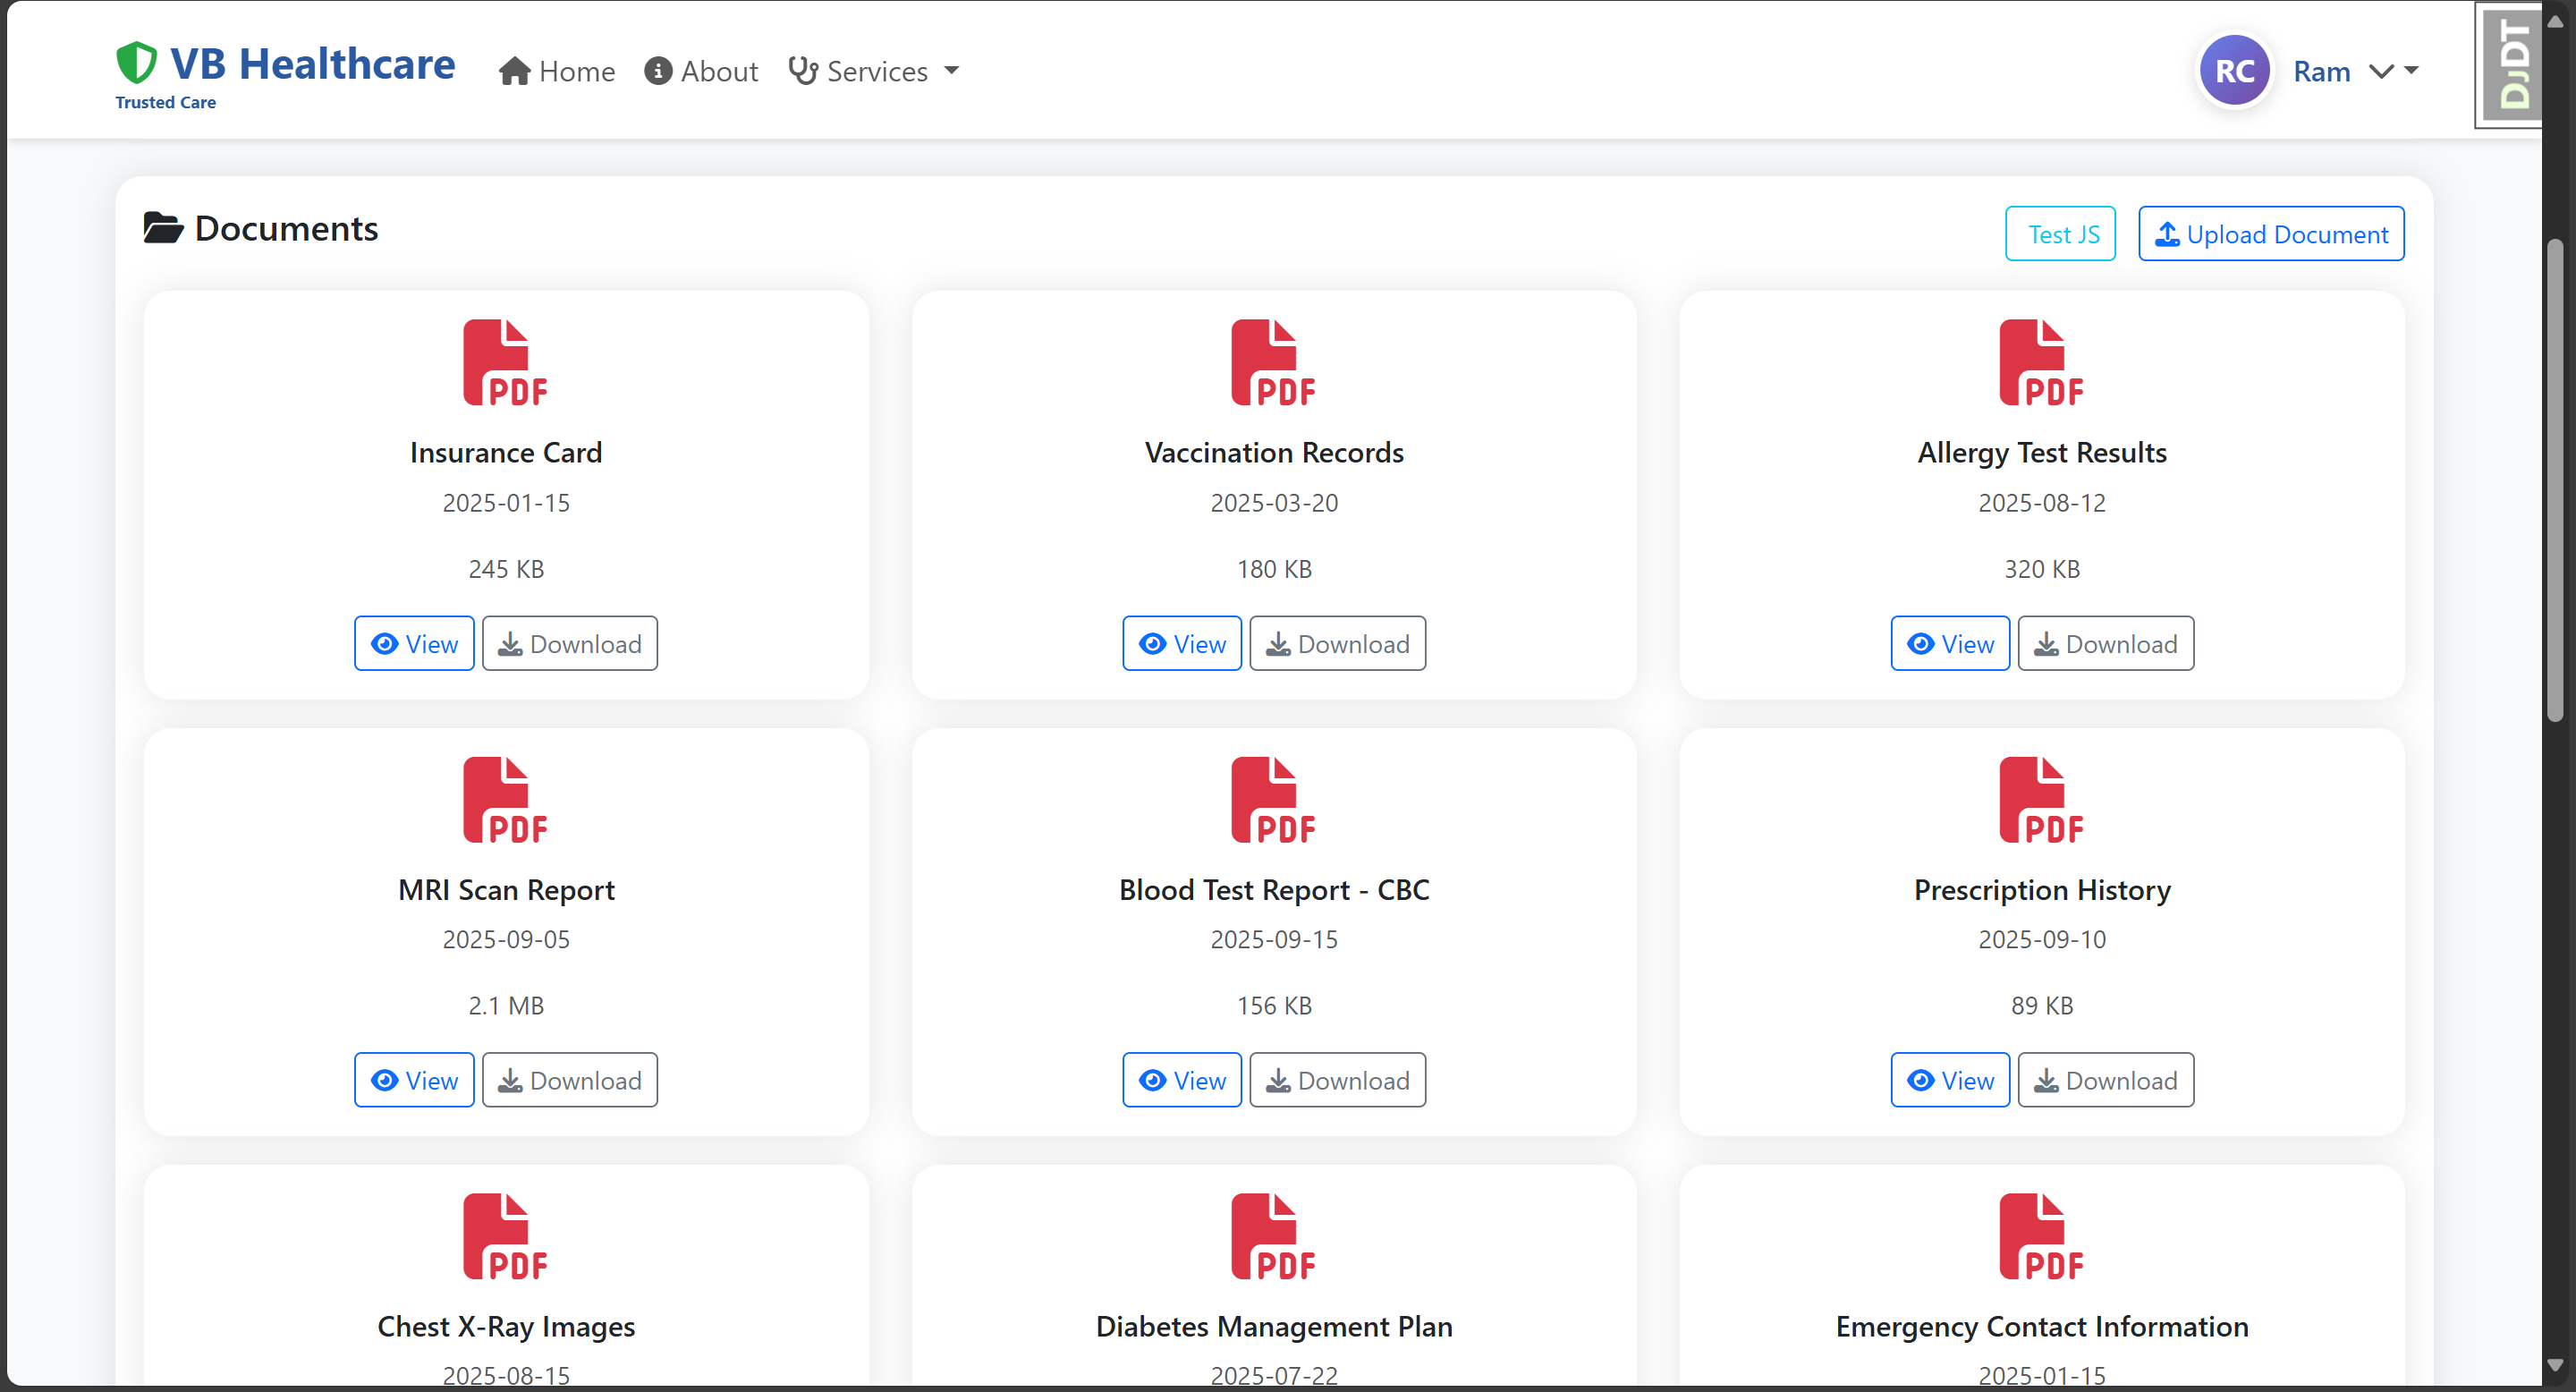 VB Healthcare
Trusted Care
Home
About
Services
RC
Ram
DjDT
Documents
Test JS
Upload Document
PDF
Insurance Card
2025-01-15
245 KB
View
Download
PDF
Vaccination Records
2025-03-20
180 KB
View
Download
PDF
Allergy Test Results
2025-08-12
320 KB
View
Download
PDF
MRI Scan Report
2025-09-05
2.1 MB
View
Download
PDF
Blood Test Report - CBC
2025-09-15
156 KB
View
Download
PDF
Prescription History
2025-09-10
89 KB
View
Download
PDF
Chest X-Ray Images
2025-08-15
PDF
Diabetes Management Plan
2025-07-22
PDF
Emergency Contact Information
2025-01-15